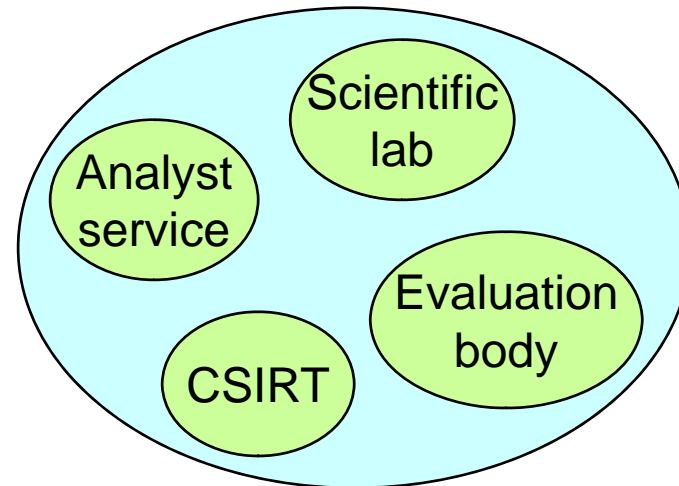 Scientific
lab
Analyst
service
Evaluation
body
CSIRT